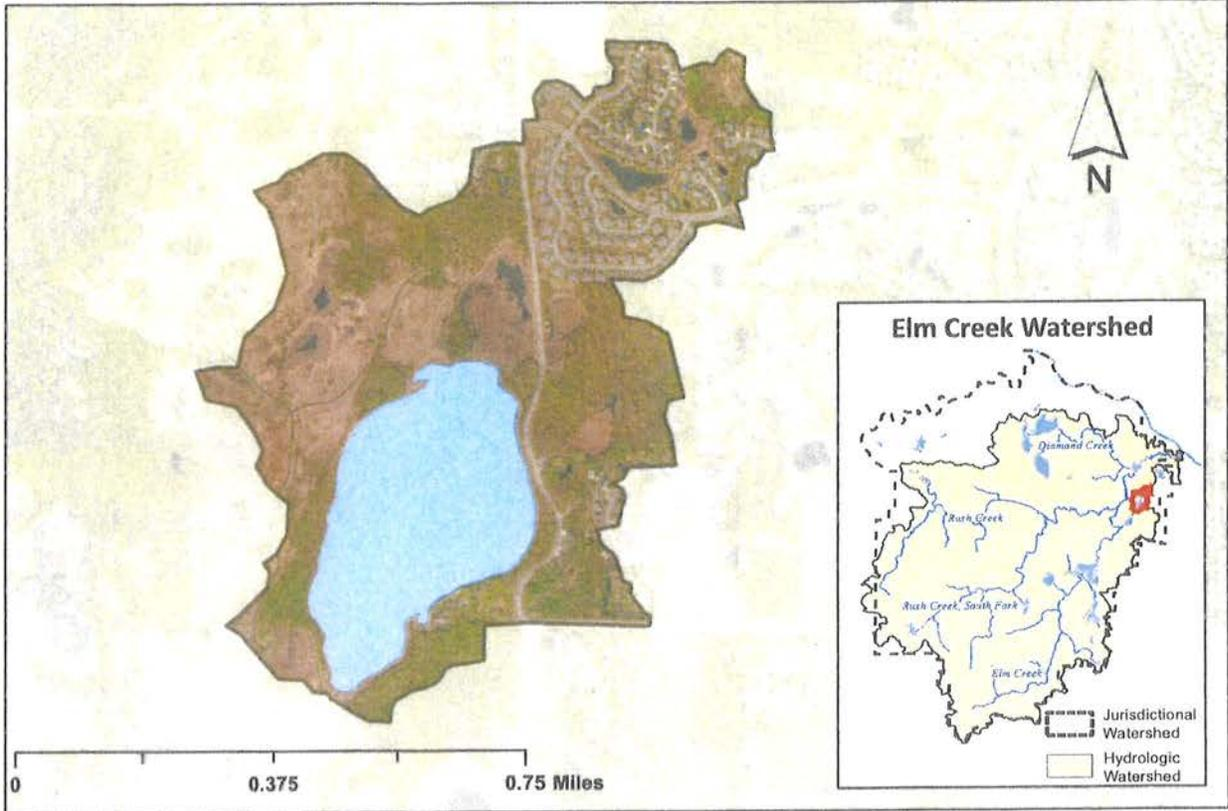 N
Elm Creek Watershed
Diamond Creek
Rush Creek
Rush Creek, South Fork
Elm Creek
Jurisdictional
Watershed
Hydrologic
Watershed
0 0.375 0.75 Miles